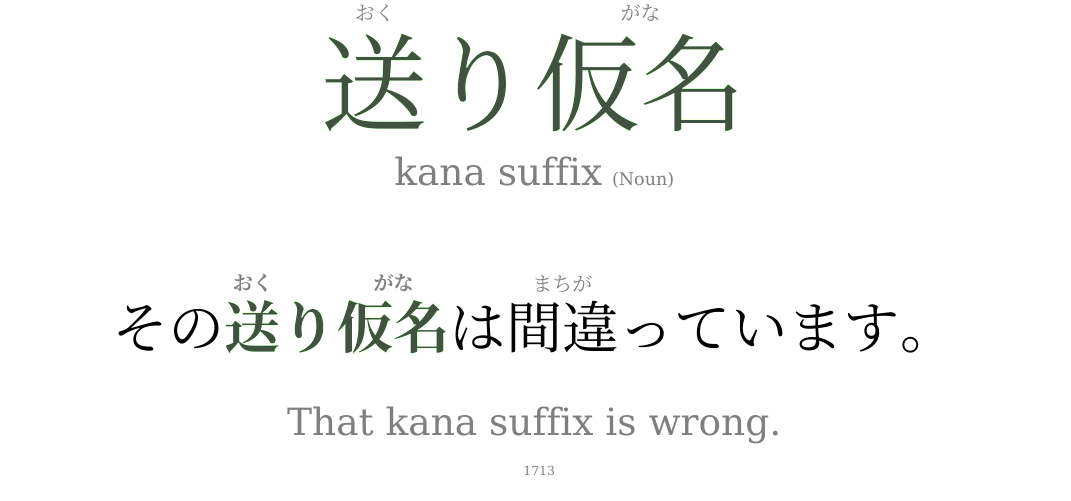 おく がな
送り仮名
kana suffix (Noun)
おく がな まちが
その送り仮名は間違っています。
That kana suffix is wrong.
1713